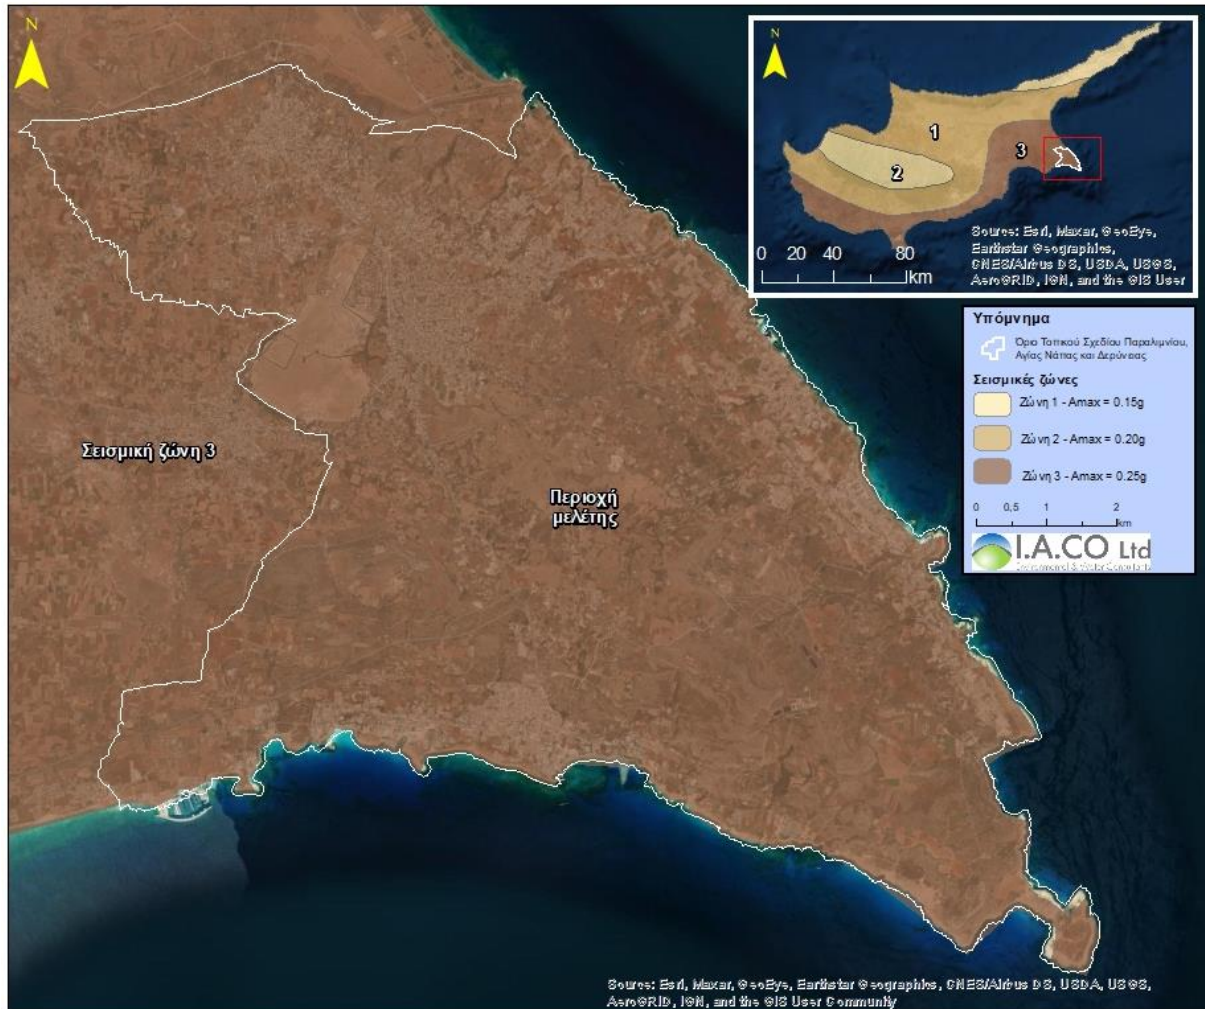 N
N
1
2
3
Source: Esri, Maxar, GeoEye,
Earthstar Geographics,
CNES/Airbus DS, USDA, USGS,
AeroGRID, IGN, and the GIS User
0 20 40 80
km
Υπόμνημα
Όριο Τοπικού Σχεδίου Παραλιμνίου,
Αγίας Νάπας και Δερύνειας
Σεισμικές ζώνες
Ζώνη 1 - Amax = 0.15g
Ζώνη 2 - Amax = 0.20g
Ζώνη 3 - Amax = 0.25g
0 0,5 1 2
km
I.A.CO Ltd
Environmental & Water Consultants
Σεισμική ζώνη 3
Περιοχή
μελέτης
Source: Esri, Maxar, GeoEye, Earthstar Geographics, CNES/Airbus DS, USDA, USGS,
AeroGRID, IGN, and the GIS User Community